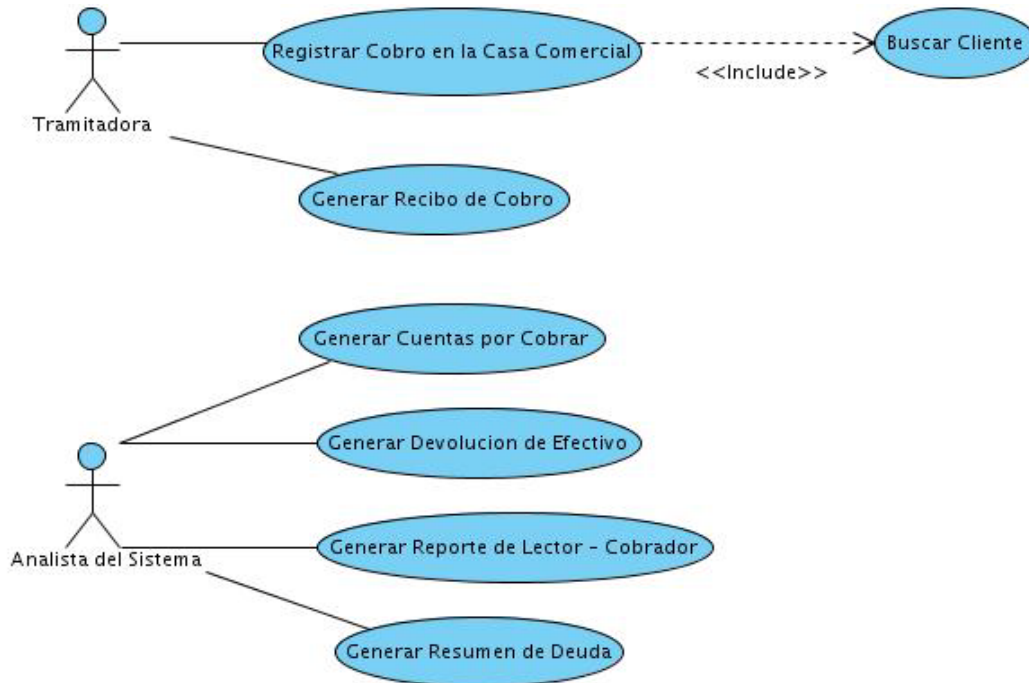 Registrar Cobro en la Casa Comercial
Buscar Cliente
<<Include>>
Tramitadora
Generar Recibo de Cobro
Generar Cuentas por Cobrar
Generar Devolucion de Efectivo
Generar Reporte de Lector - Cobrador
Analista del Sistema
Generar Resumen de Deuda